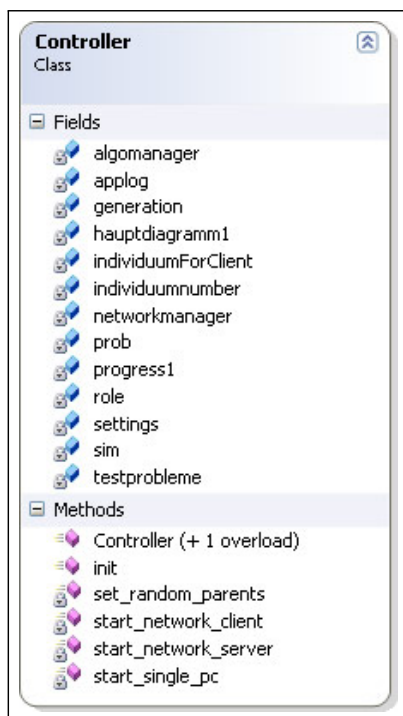 Controller
Class
Fields
algomanager
applog
generation
hauptdiagramm1
individuumForClient
individuumnumber
networkmanager
prob
progress1
role
settings
sim
testprobleme
Methods
Controller (+ 1 overload)
init
set_random_parents
start_network_client
start_network_server
start_single_pc